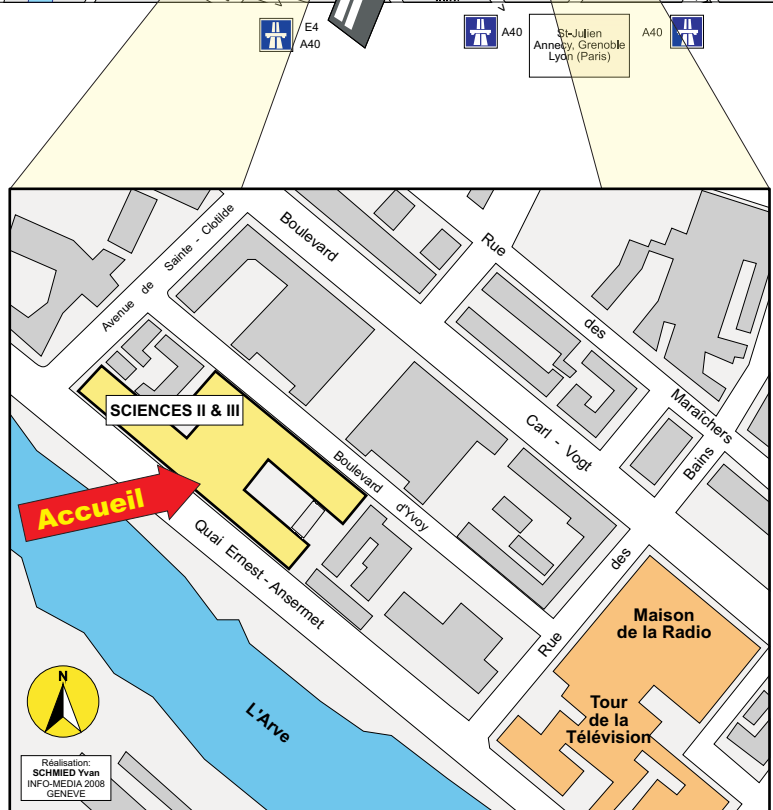 E4
A40
A40
St-Julien
Annecy, Grenoble
Lyon (Paris)
A40
Avenue de Sainte - Clotilde
Boulevard Carl - Vogt
Rue des Maraîchers
Rue des Bains
Boulevard d'Yvoy
SCIENCES II & III
Accueil
Quai Ernest - Ansermet
L'Arve
Maison
de la Radio
Tour
de la
Télévision
N
Réalisation:
SCHMIED Yvan
INFO-MEDIA 2008
GENEVE